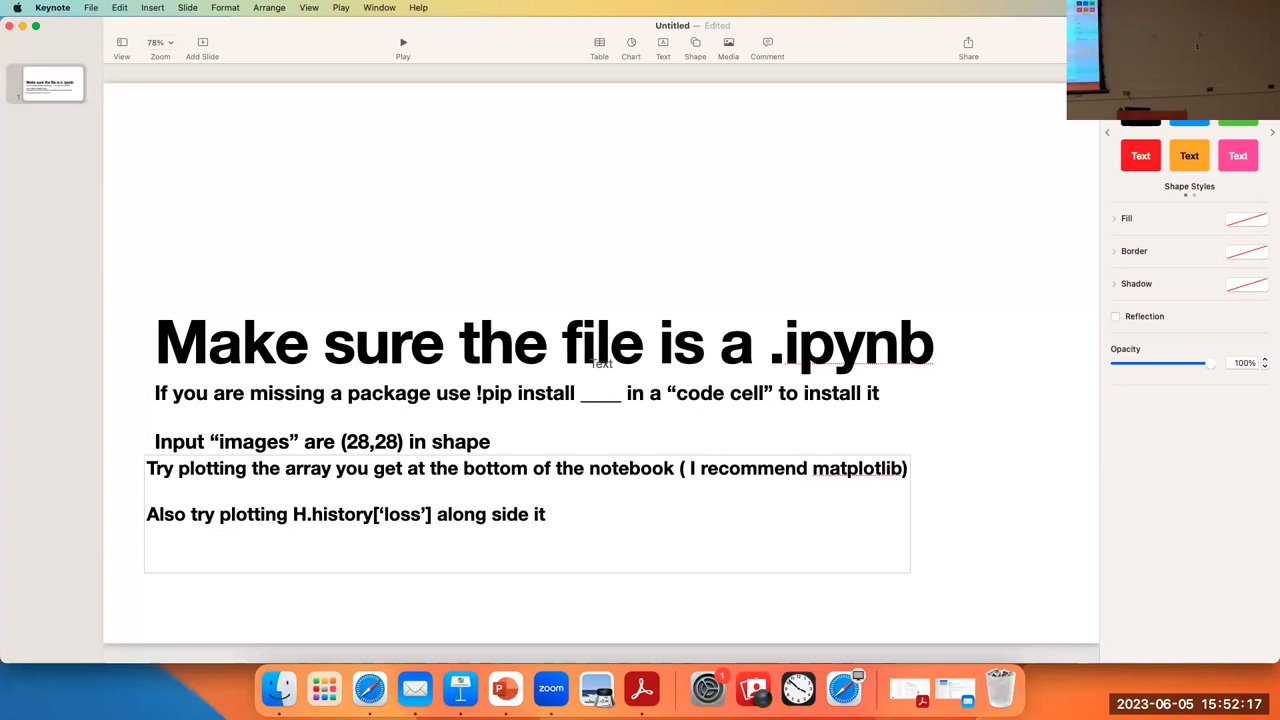 Keynote File Edit Insert Slide Format Arrange View Play Window Help
Untitled — Edited
78%
View Zoom Add Slide Play Table Chart Text Shape Media Comment Share
Text Text Text
Shape Styles
Fill
Border
Shadow
Reflection
Opacity
100%
1
Make sure the file is a .ipynb
Text
If you are missing a package use !pip install ____ in a “code cell” to install it
Input “images” are (28,28) in shape
Try plotting the array you get at the bottom of the notebook ( I recommend matplotlib)
Also try plotting H.history[‘loss’] along side it
zoom
1
2023-06-05 15:52:17